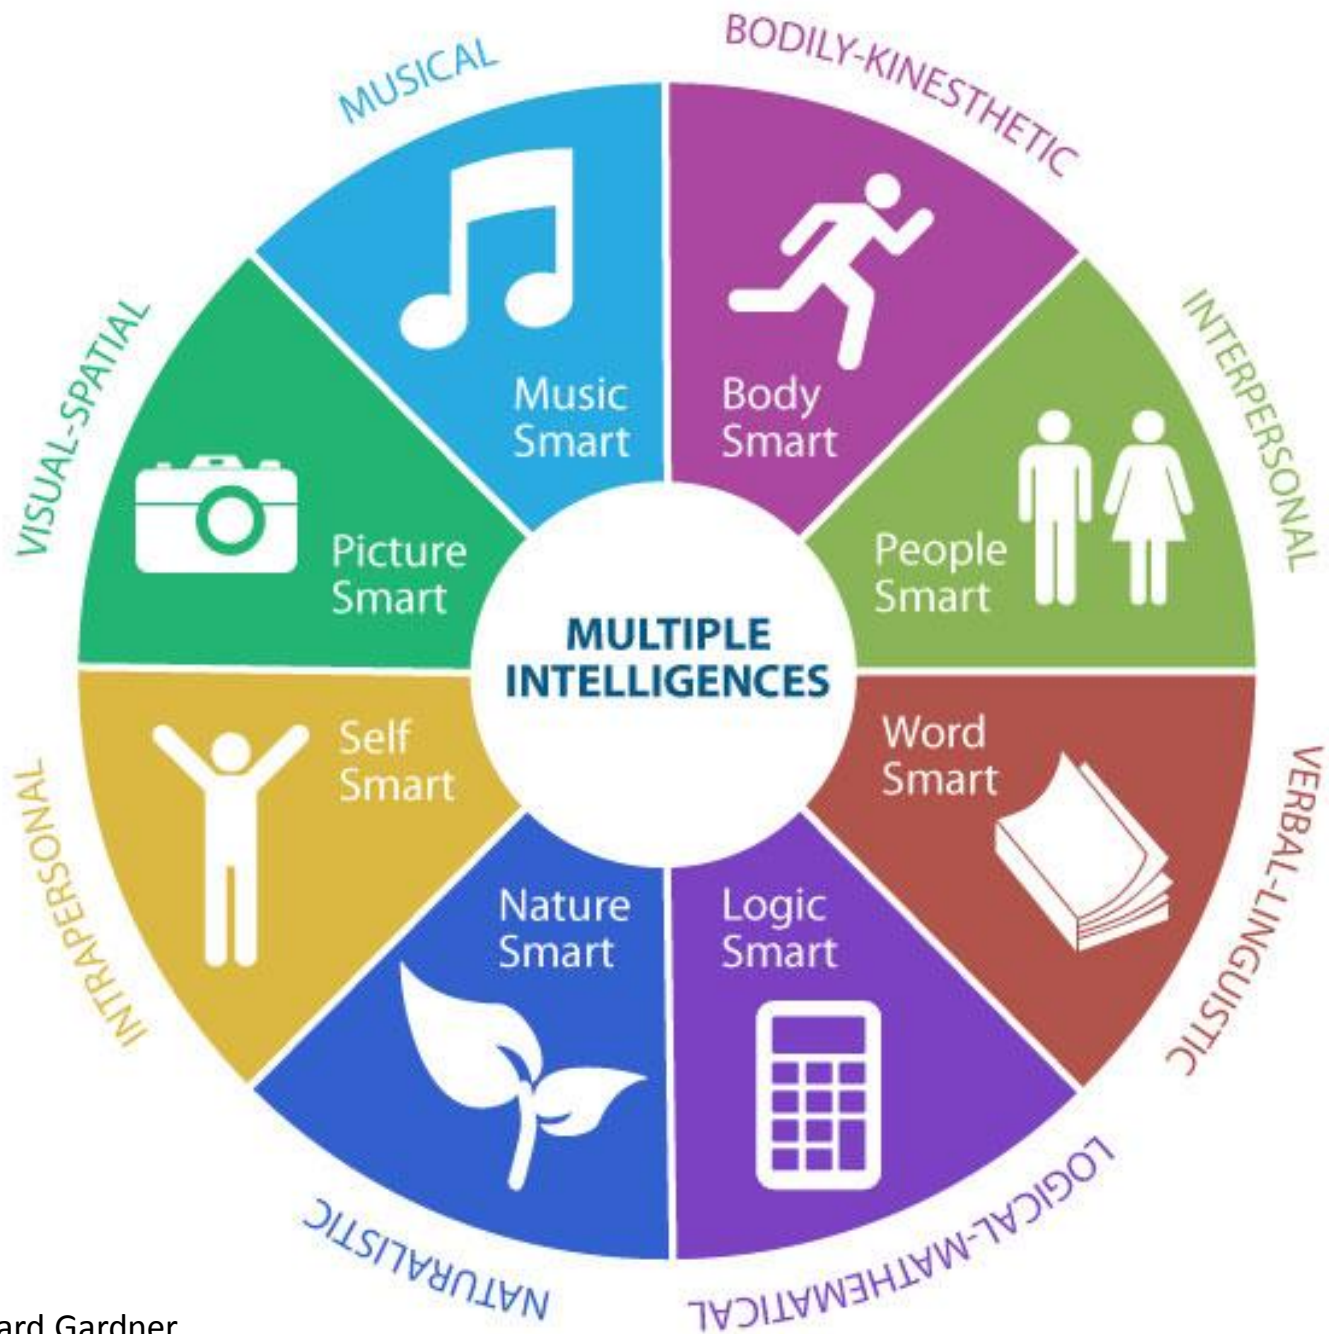 MUSICAL
BODILY-KINESTHETIC
INTERPERSONAL
VERBAL-LINGUISTIC
LOGICAL-MATHEMATICAL
NATURALISTIC
INTRAPERSONAL
VISUAL-SPATIAL
Music
Smart
Body
Smart
People
Smart
Word
Smart
Logic
Smart
Nature
Smart
Self
Smart
Picture
Smart
MULTIPLE
INTELLIGENCES
Gardner